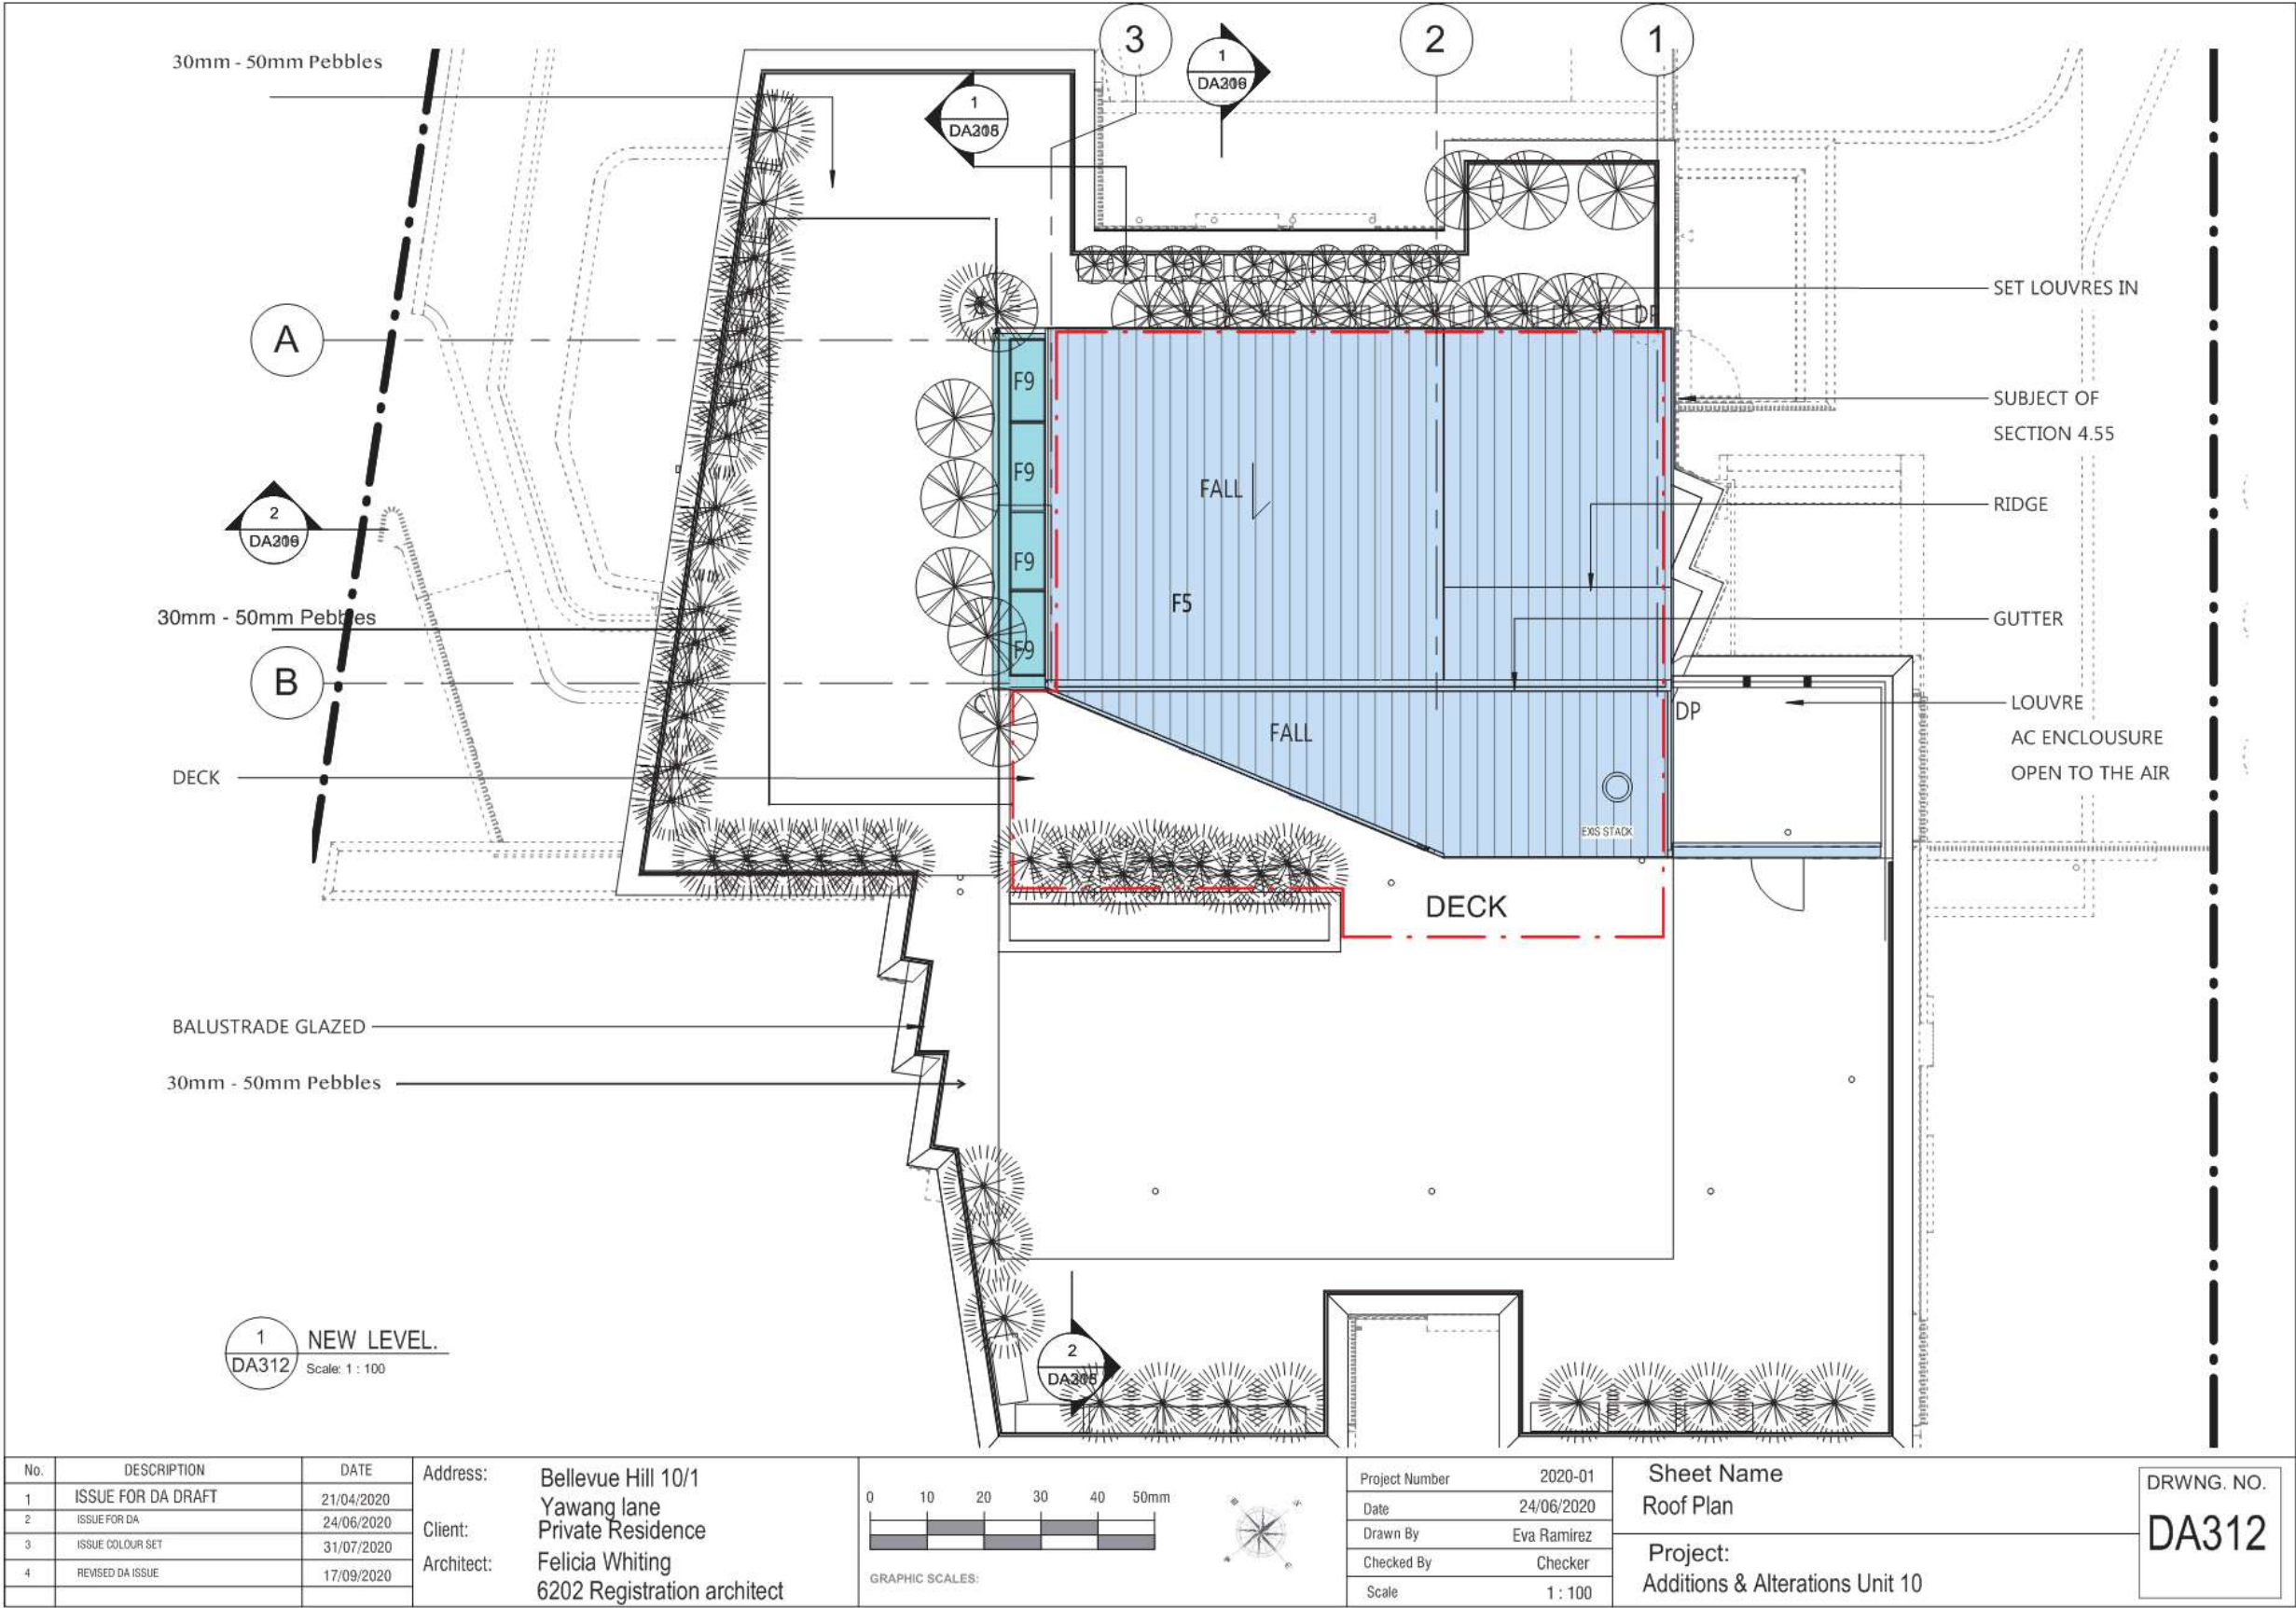 30mm - 50mm Pebbles
3
1
2
1
DA
1
DA
A
F9
F9
F9
F9
FALL
F5
SET LOUVRES IN
SUBJECT OF
SECTION 4.55
RIDGE
GUTTER
2
DA
30mm - 50mm Pebbles
B
C
FALL
DP
LOUVRE
AC ENCLOUSURE
OPEN TO THE AIR
DECK
EXIS STACK
DECK
BALUSTRADE GLAZED
30mm - 50mm Pebbles
1
DA312
NEW LEVEL.
Scale: 1 : 100
2
DA
No. DESCRIPTION DATE
1 ISSUE FOR DA DRAFT 21/04/2020
2 ISSUE FOR DA 24/06/2020
3 ISSUE COLOUR SET 31/07/2020
4 REVISED DA ISSUE 17/09/2020
Address: Bellevue Hill 10/1
Yawang lane
Client: Private Residence
Architect: Felicia Whiting
6202 Registration architect
0 10 20 30 40 50mm
GRAPHIC SCALES:
Project Number 2020-01
Date 24/06/2020
Drawn By Eva Ramirez
Checked By Checker
Scale 1 : 100
Sheet Name
Roof Plan
Project:
Additions & Alterations Unit 10
DRWNG. NO.
DA312